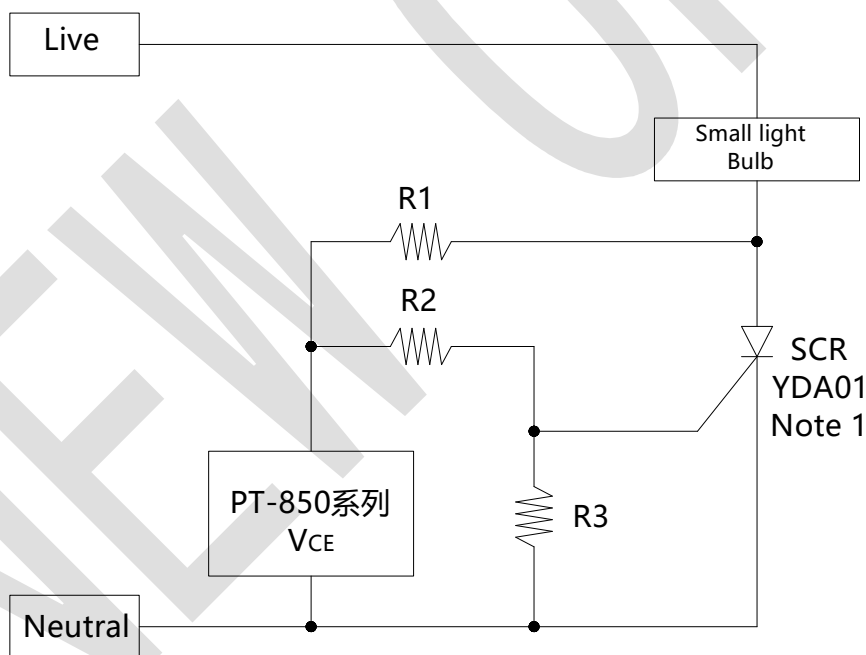 Live
Small light
Bulb
R1
R2
SCR
YDA01
Note 1
PT-850系列
VCE
R3
Neutral